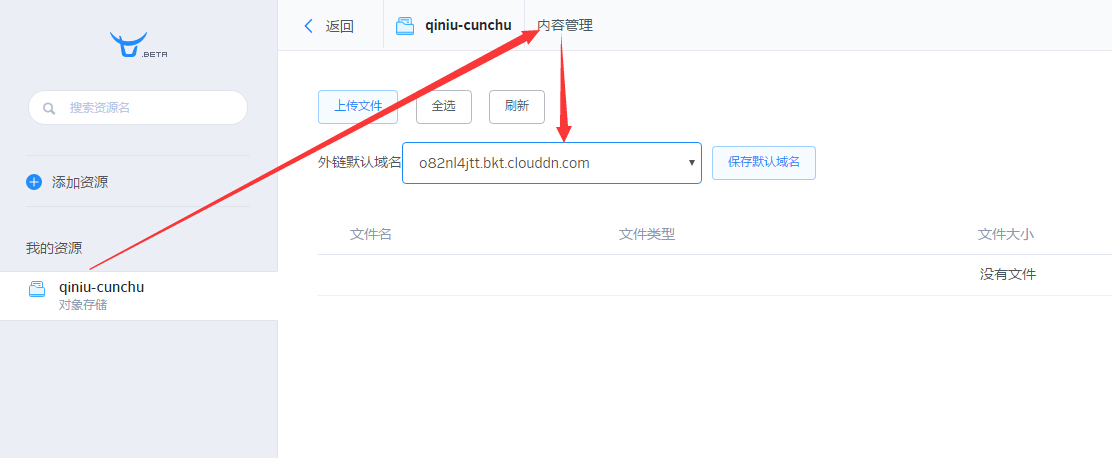 .BETA
搜索资源名
添加资源
我的资源
qiniu-cunchu
对象存储
返回 qiniu-cunchu 内容管理
上传文件 全选 刷新
外链默认域名 o82nl4jtt.bkt.clouddn.com 保存默认域名
文件名 文件类型 文件大小
没有文件